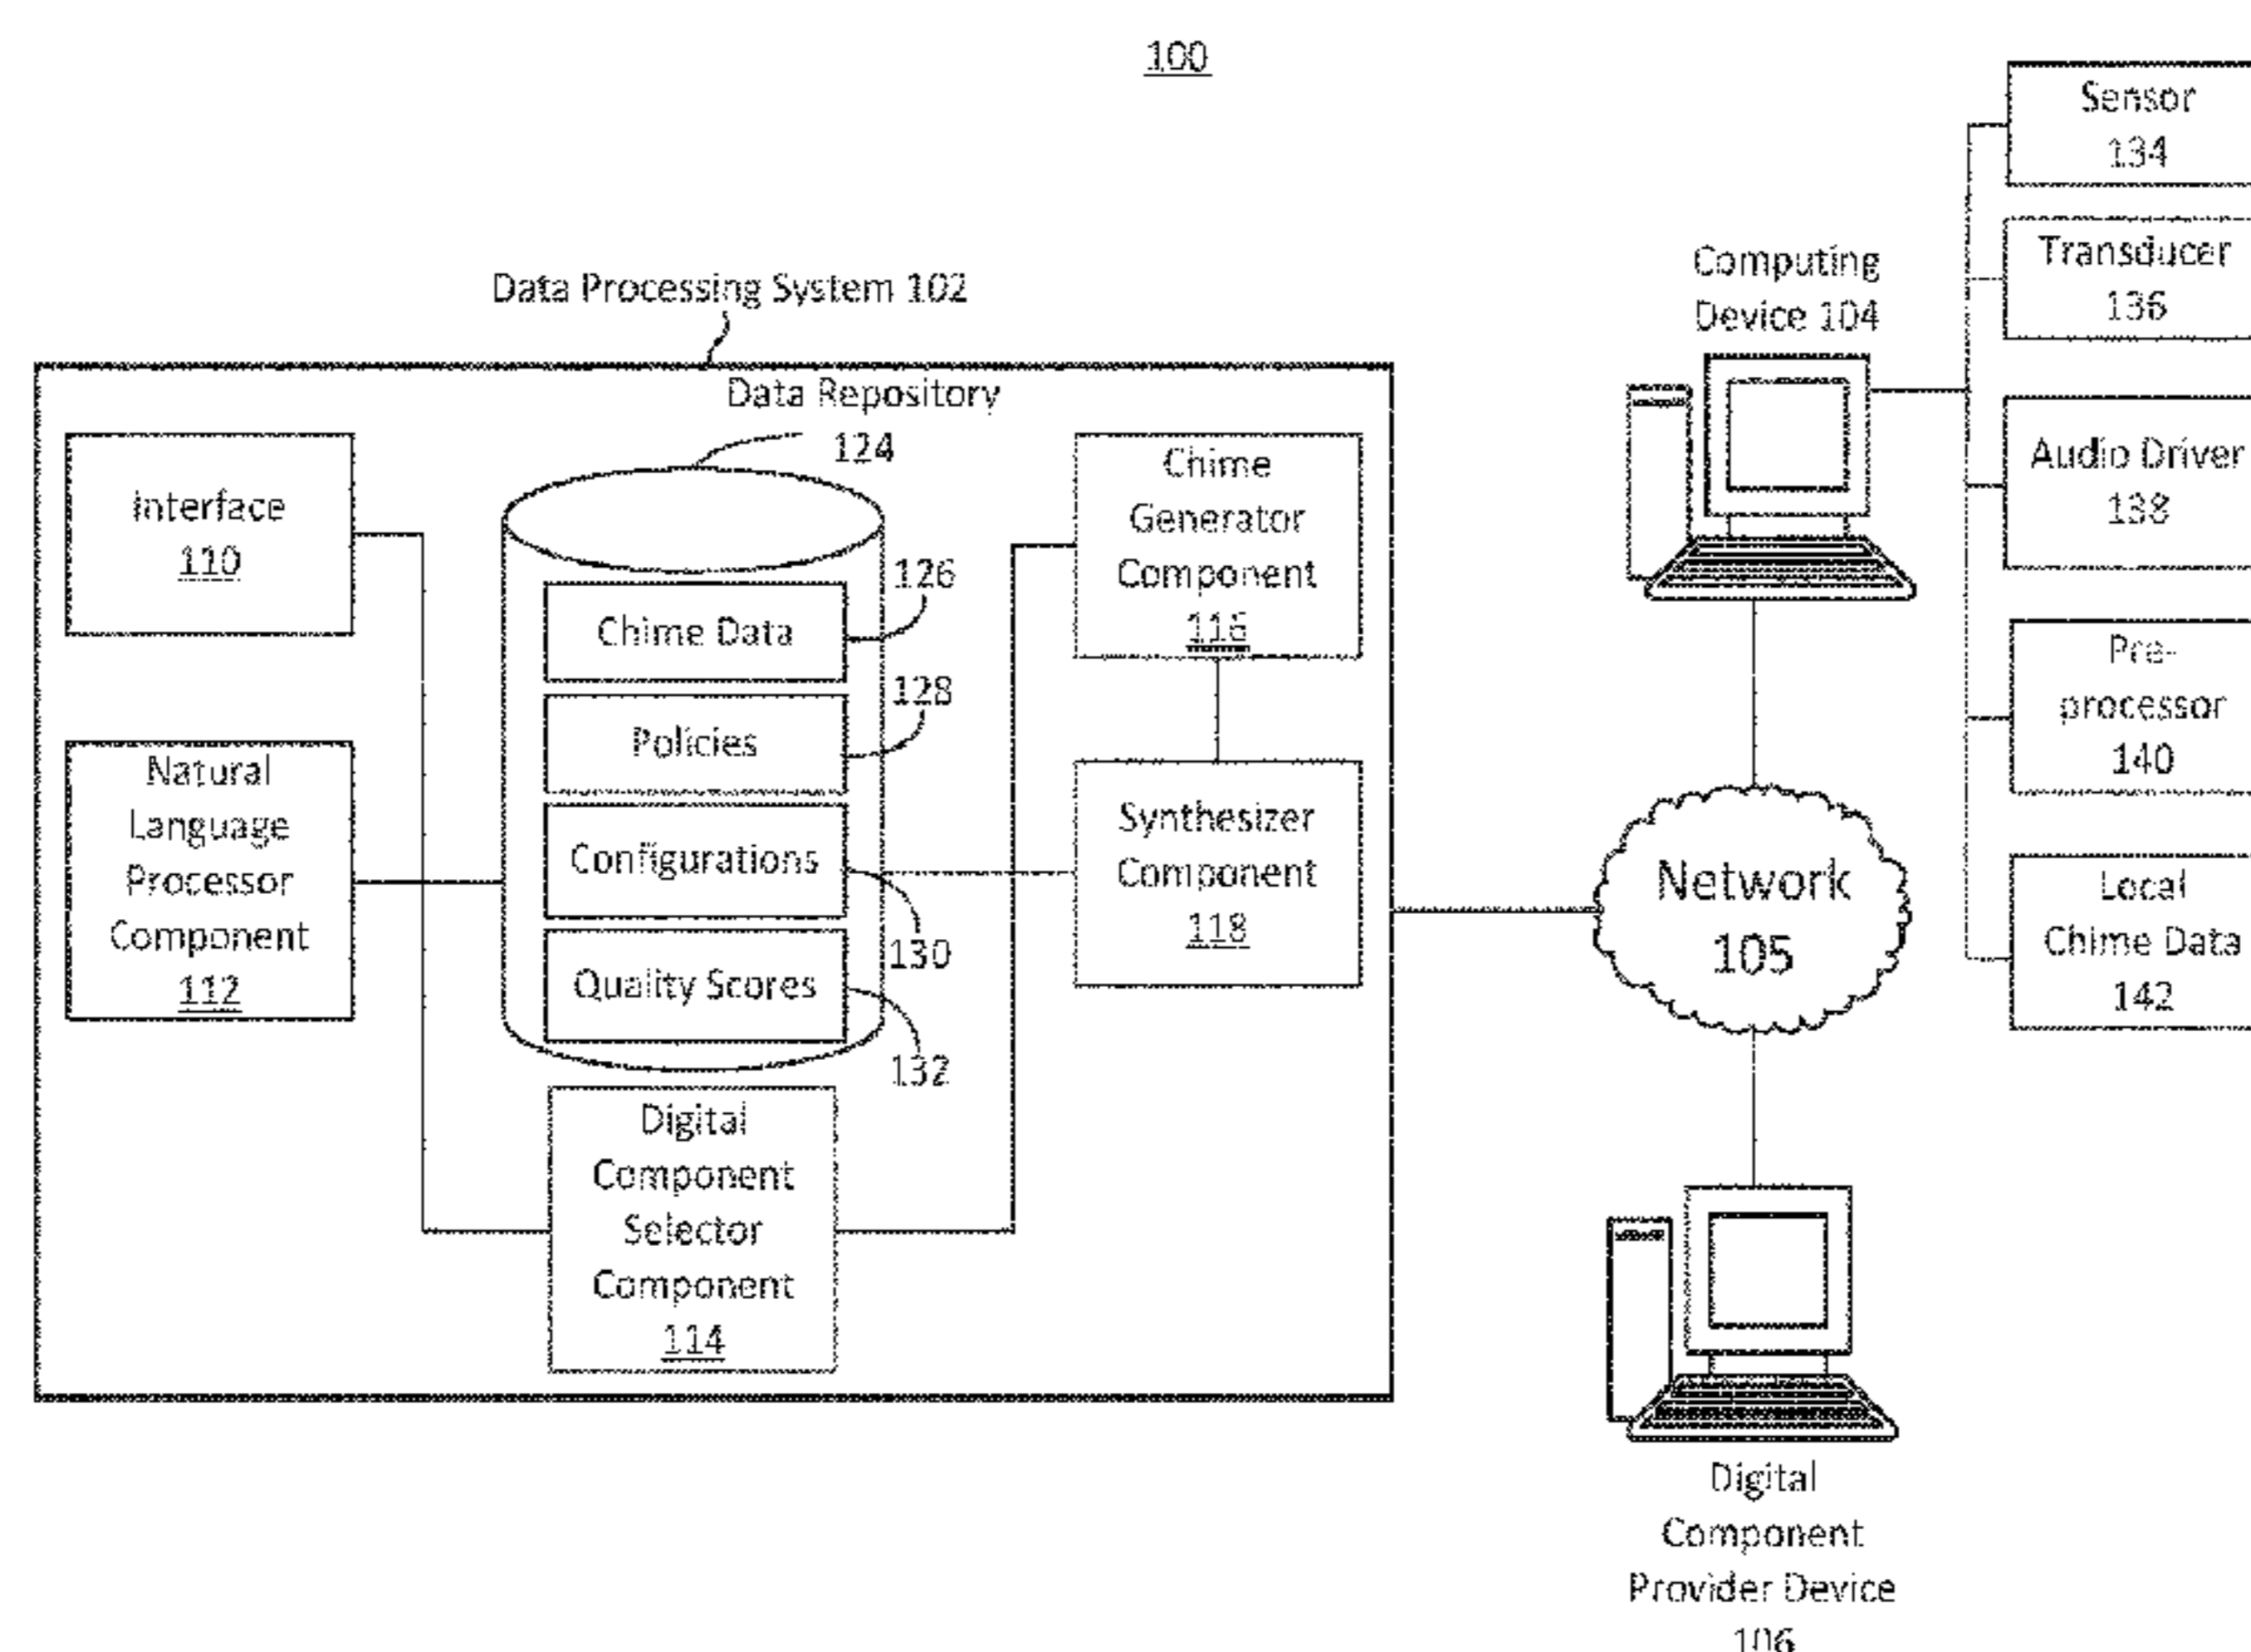 100
Data Processing System 102
Data Repository
124
Interface
110
Natural
Language
Processor
Component
112
Chime Data
126
Policies
128
Configurations
130
Quality Scores
132
Digital
Component
Selector
Component
114
Chime
Generator
Component
116
Synthesizer
Component
118
Computing
Device 104
Network
105
Digital
Component
Provider Device
106
Sensor
134
Transducer
136
Audio Driver
138
Pre-
processor
140
Local
Chime Data
142